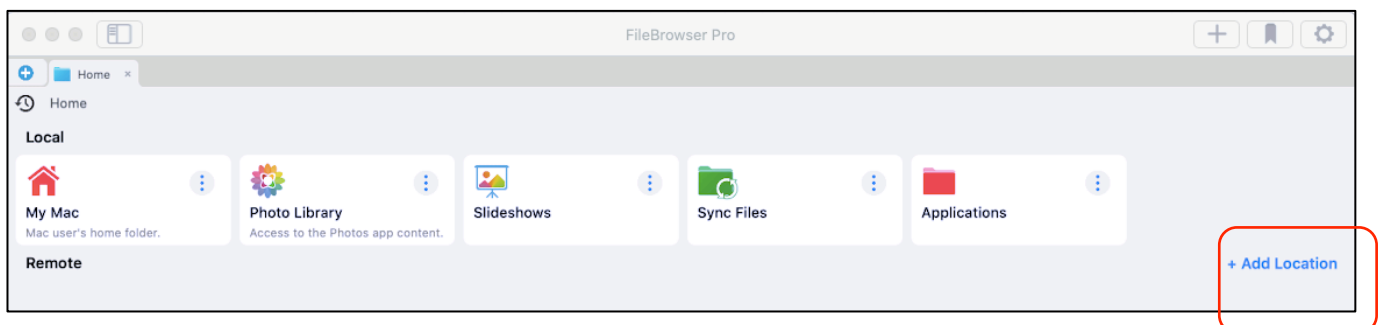 FileBrowser Pro
Home ×
Home
Local
My Mac
Mac user's home folder.
Photo Library
Access to the Photos app content.
Slideshows
Sync Files
Applications
Remote
+ Add Location